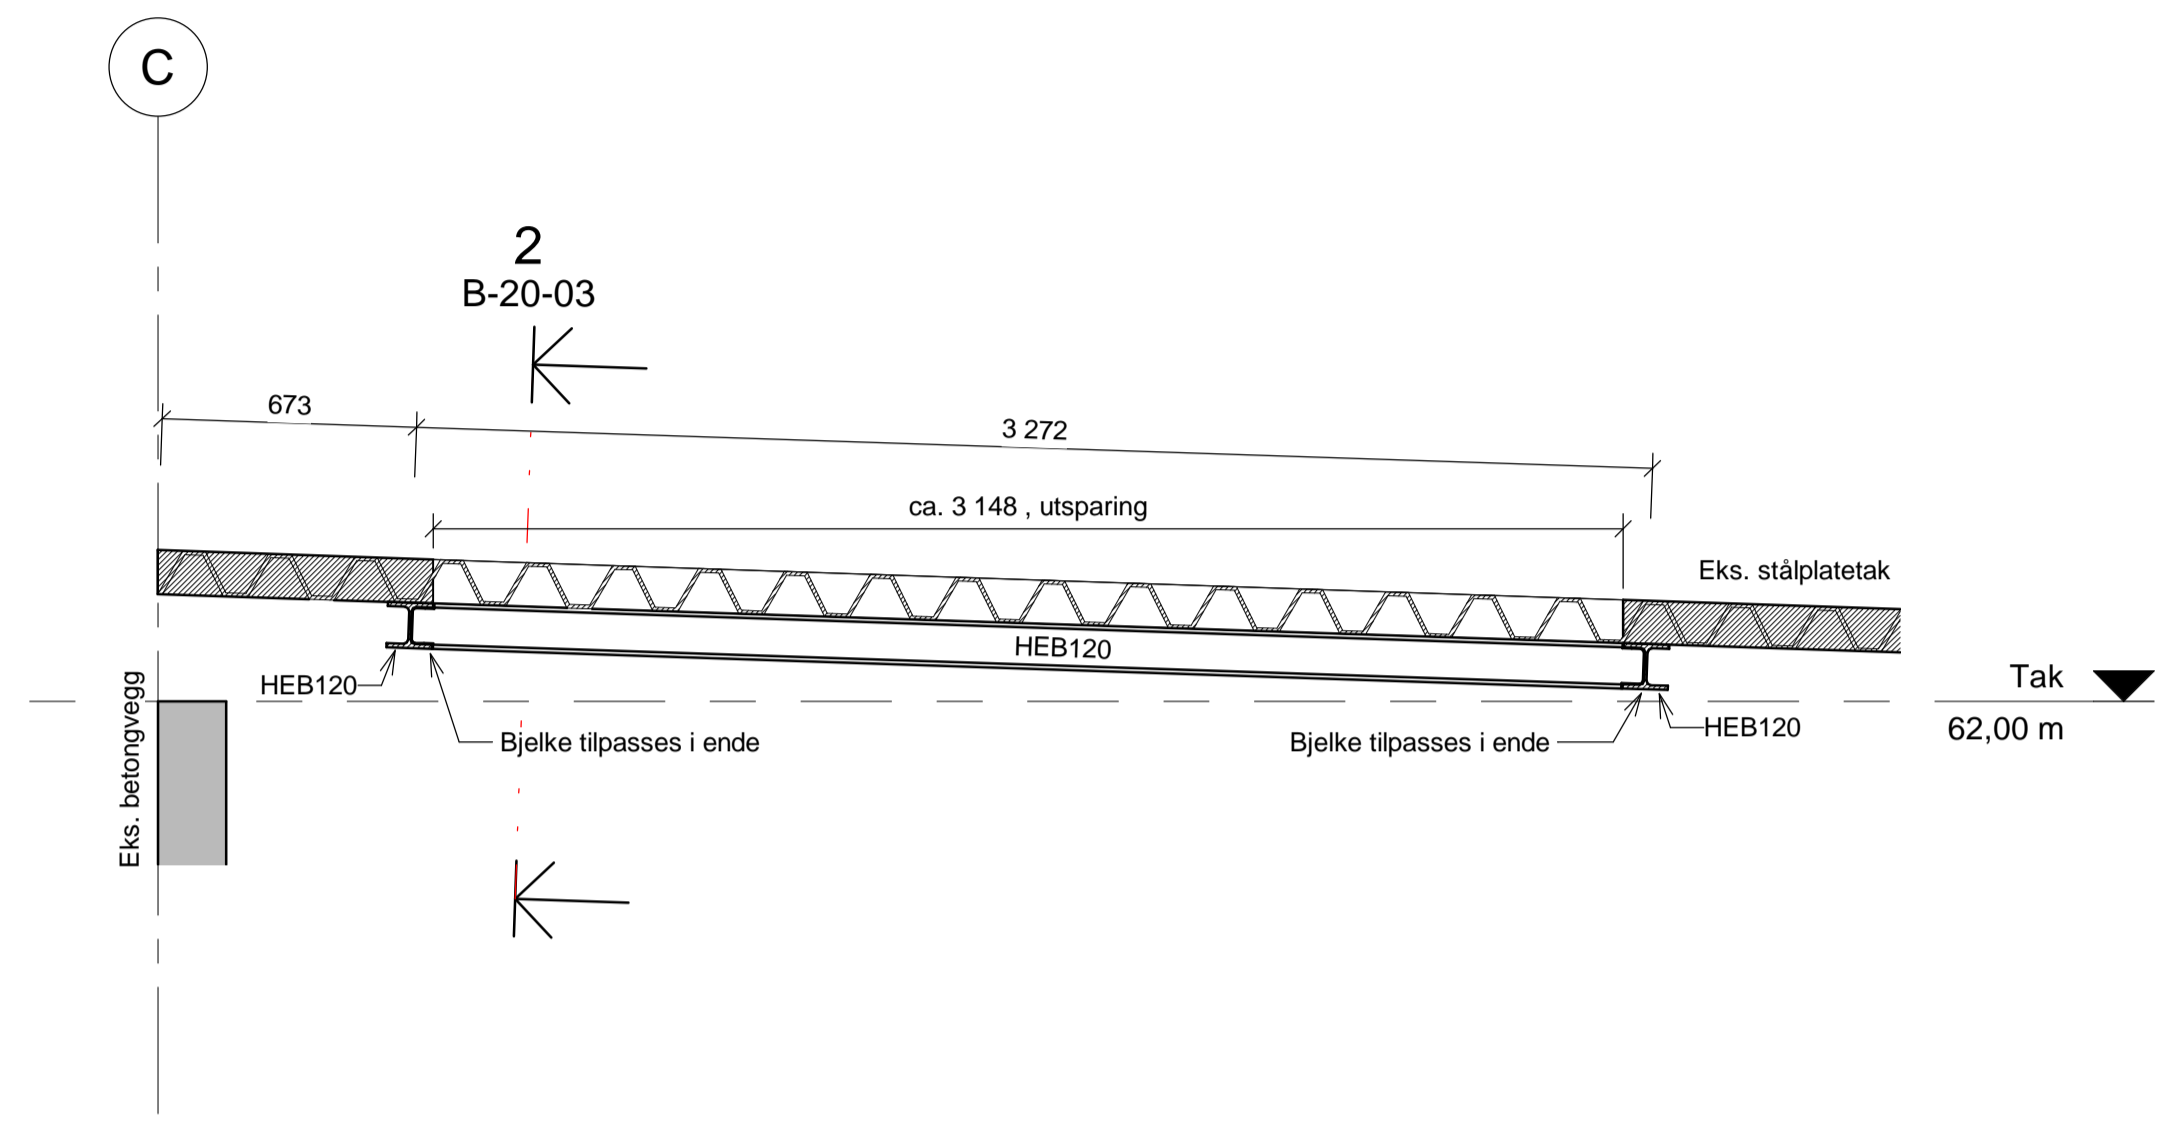 C
2
B-20-03
673
3 272
ca. 3 148 , utsparing
Eks. stålplatetak
HEB120
Tak
HEB120
HEB120
62,00 m
Bjelke tilpasses i ende
Bjelke tilpasses i ende
Eks. betongvegg